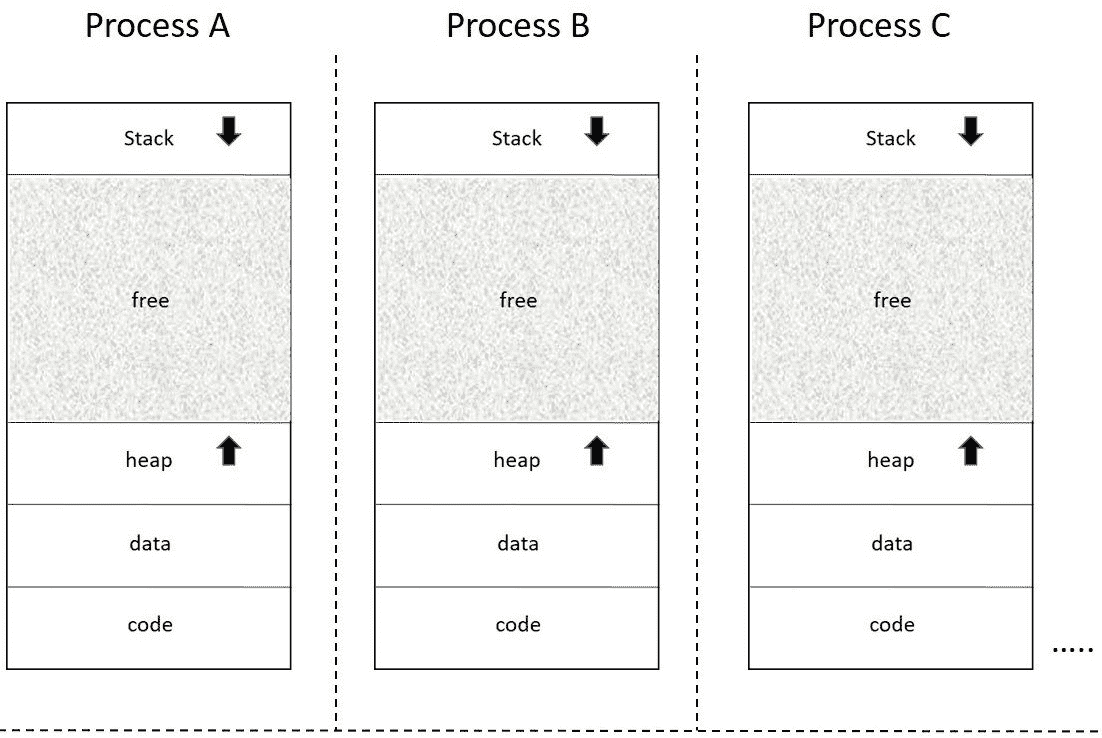 Process A
Process B
Process C
Stack
free
heap
data
code
Stack
free
heap
data
code
Stack
free
heap
data
code
.....